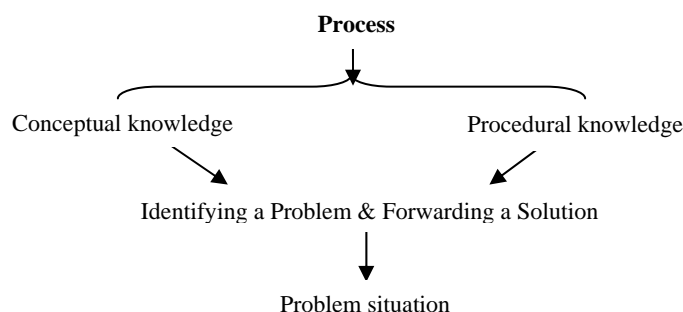 Process
Conceptual knowledge
Procedural knowledge
Identifying a Problem & Forwarding a Solution
Problem situation